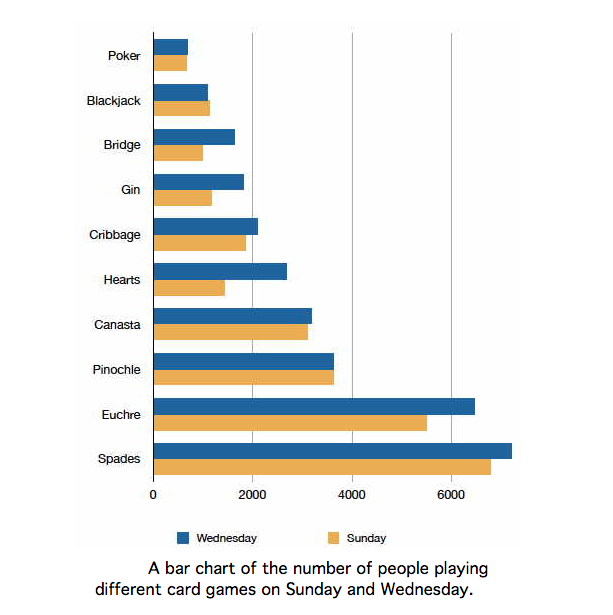 Poker
Blackjack
Bridge
Gin
Cribbage
Hearts
Canasta
Pinochle
Euchre
Spades
0 2000 4000 6000
Wednesday Sunday
A bar chart of the number of people playing
different card games on Sunday and Wednesday.